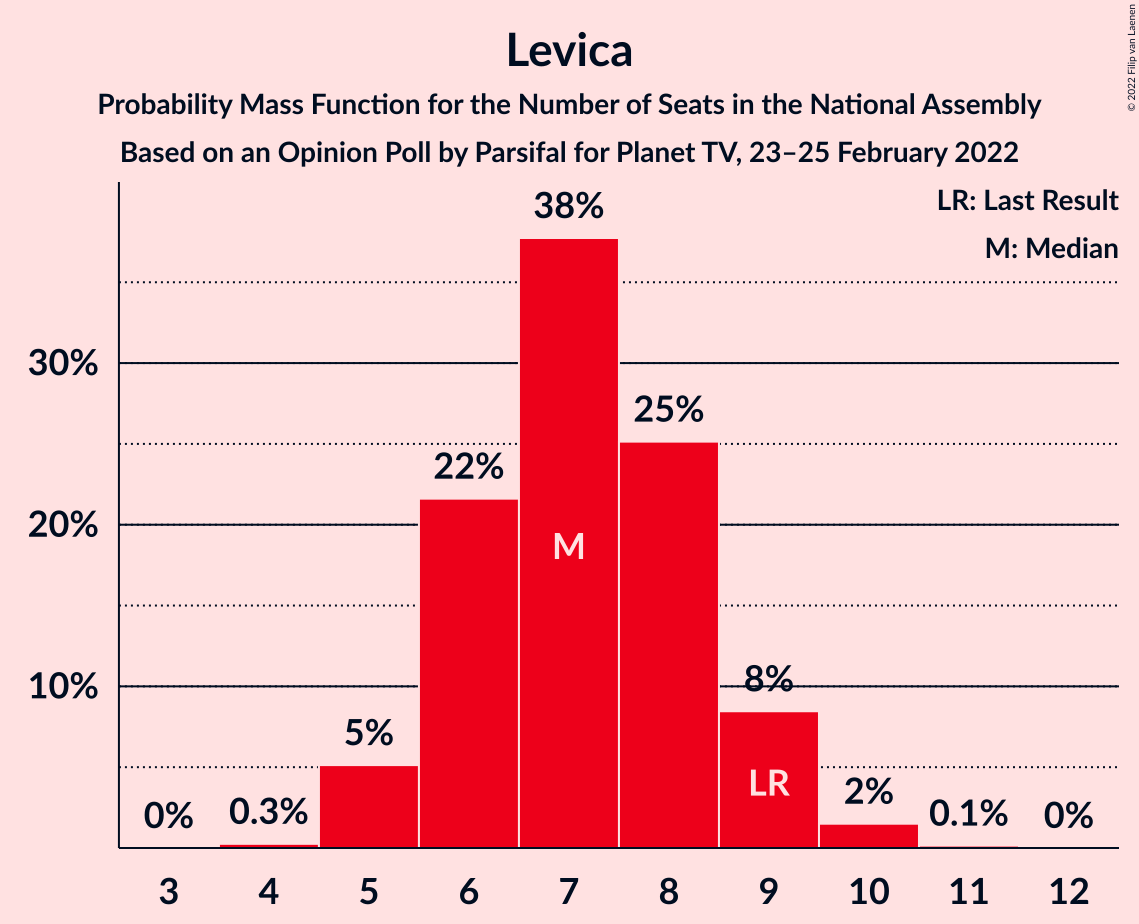 Levica
Probability Mass Function for the Number of Seats in the National Assembly
Based on an Opinion Poll by Parsifal for Planet TV, 23–25 February 2022
© 2022 Filip van Laenen
LR: Last Result
M: Median
30%
20%
10%
0%
0.3%
5%
22%
38%
25%
8%
2%
0.1%
0%
M
LR
3 4 5 6 7 8 9 10 11 12